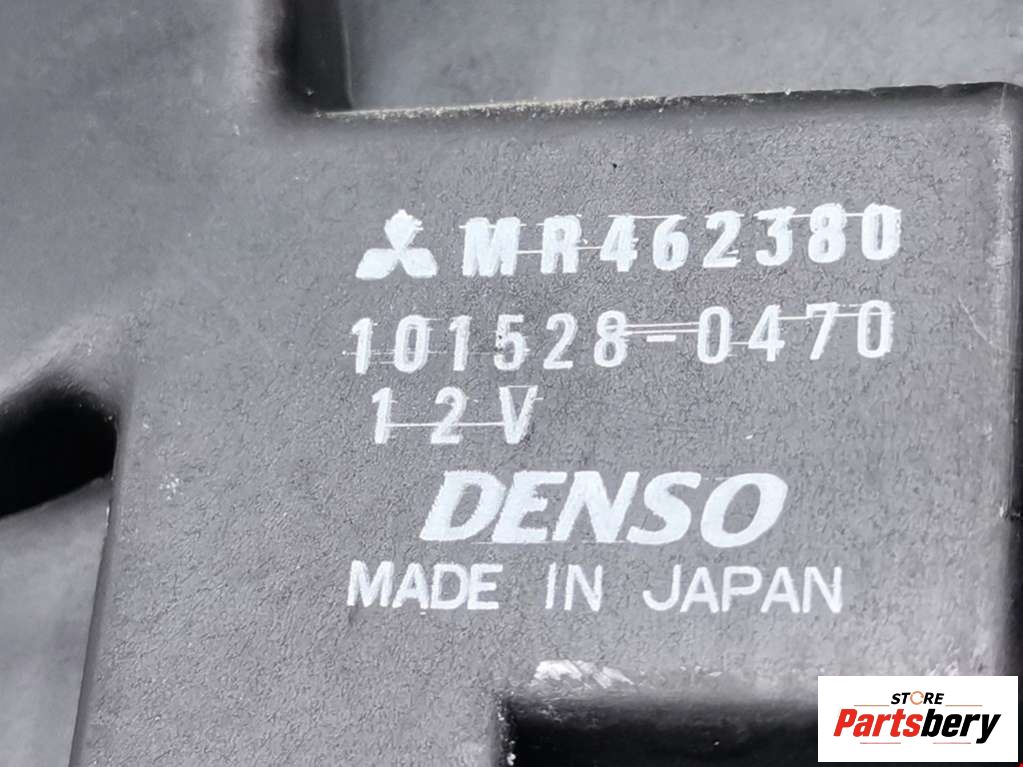 MR462380
101528-0470
12V
DENSO
MADE IN JAPAN
STORE
Partsbery